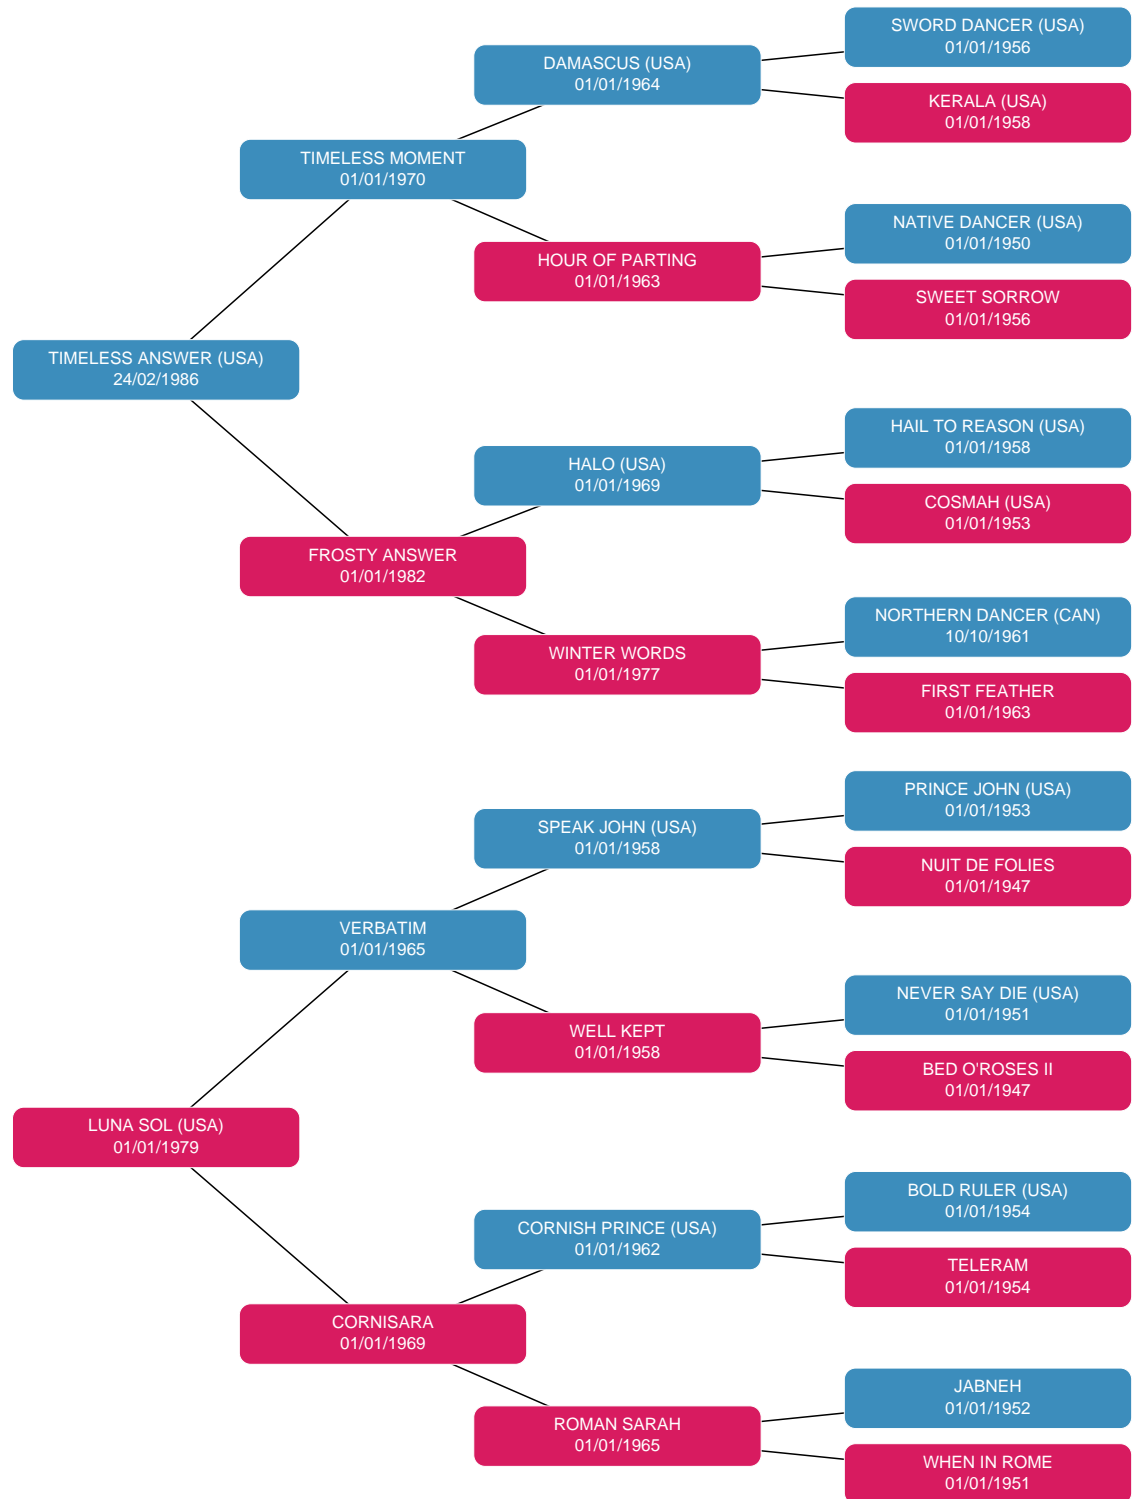 SWORD DANCER (USA)
01/01/1956
DAMASCUS (USA)
01/01/1964
KERALA (USA)
01/01/1958
TIMELESS MOMENT
01/01/1970
NATIVE DANCER (USA)
01/01/1950
HOUR OF PARTING
01/01/1963
SWEET SORROW
01/01/1956
TIMELESS ANSWER (USA)
24/02/1986
HAIL TO REASON (USA)
01/01/1958
HALO (USA)
01/01/1969
COSMAH (USA)
01/01/1953
FROSTY ANSWER
01/01/1982
NORTHERN DANCER (CAN)
10/10/1961
WINTER WORDS
01/01/1977
FIRST FEATHER
01/01/1963
PRINCE JOHN (USA)
01/01/1953
SPEAK JOHN (USA)
01/01/1958
NUIT DE FOLIES
01/01/1947
VERBATIM
01/01/1965
NEVER SAY DIE (USA)
01/01/1951
WELL KEPT
01/01/1958
BED O'ROSES II
01/01/1947
LUNA SOL (USA)
01/01/1979
BOLD RULER (USA)
01/01/1954
CORNISH PRINCE (USA)
01/01/1962
TELERAM
01/01/1954
CORNISARA
01/01/1969
JABNEH
01/01/1952
ROMAN SARAH
01/01/1965
WHEN IN ROME
01/01/1951